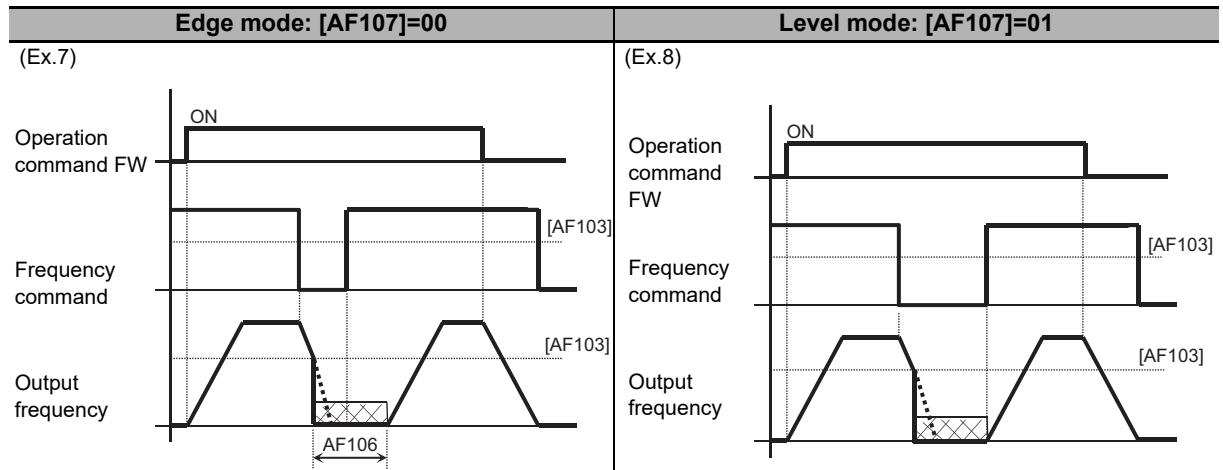 Edge mode: [AF107]=00
Level mode: [AF107]=01
(Ex.7)
ON
Operation
command FW
[AF103]
Frequency
command
[AF103]
Output
frequency
AF106
(Ex.8)
ON
Operation
command
FW
[AF103]
Frequency
command
[AF103]
Output
frequency